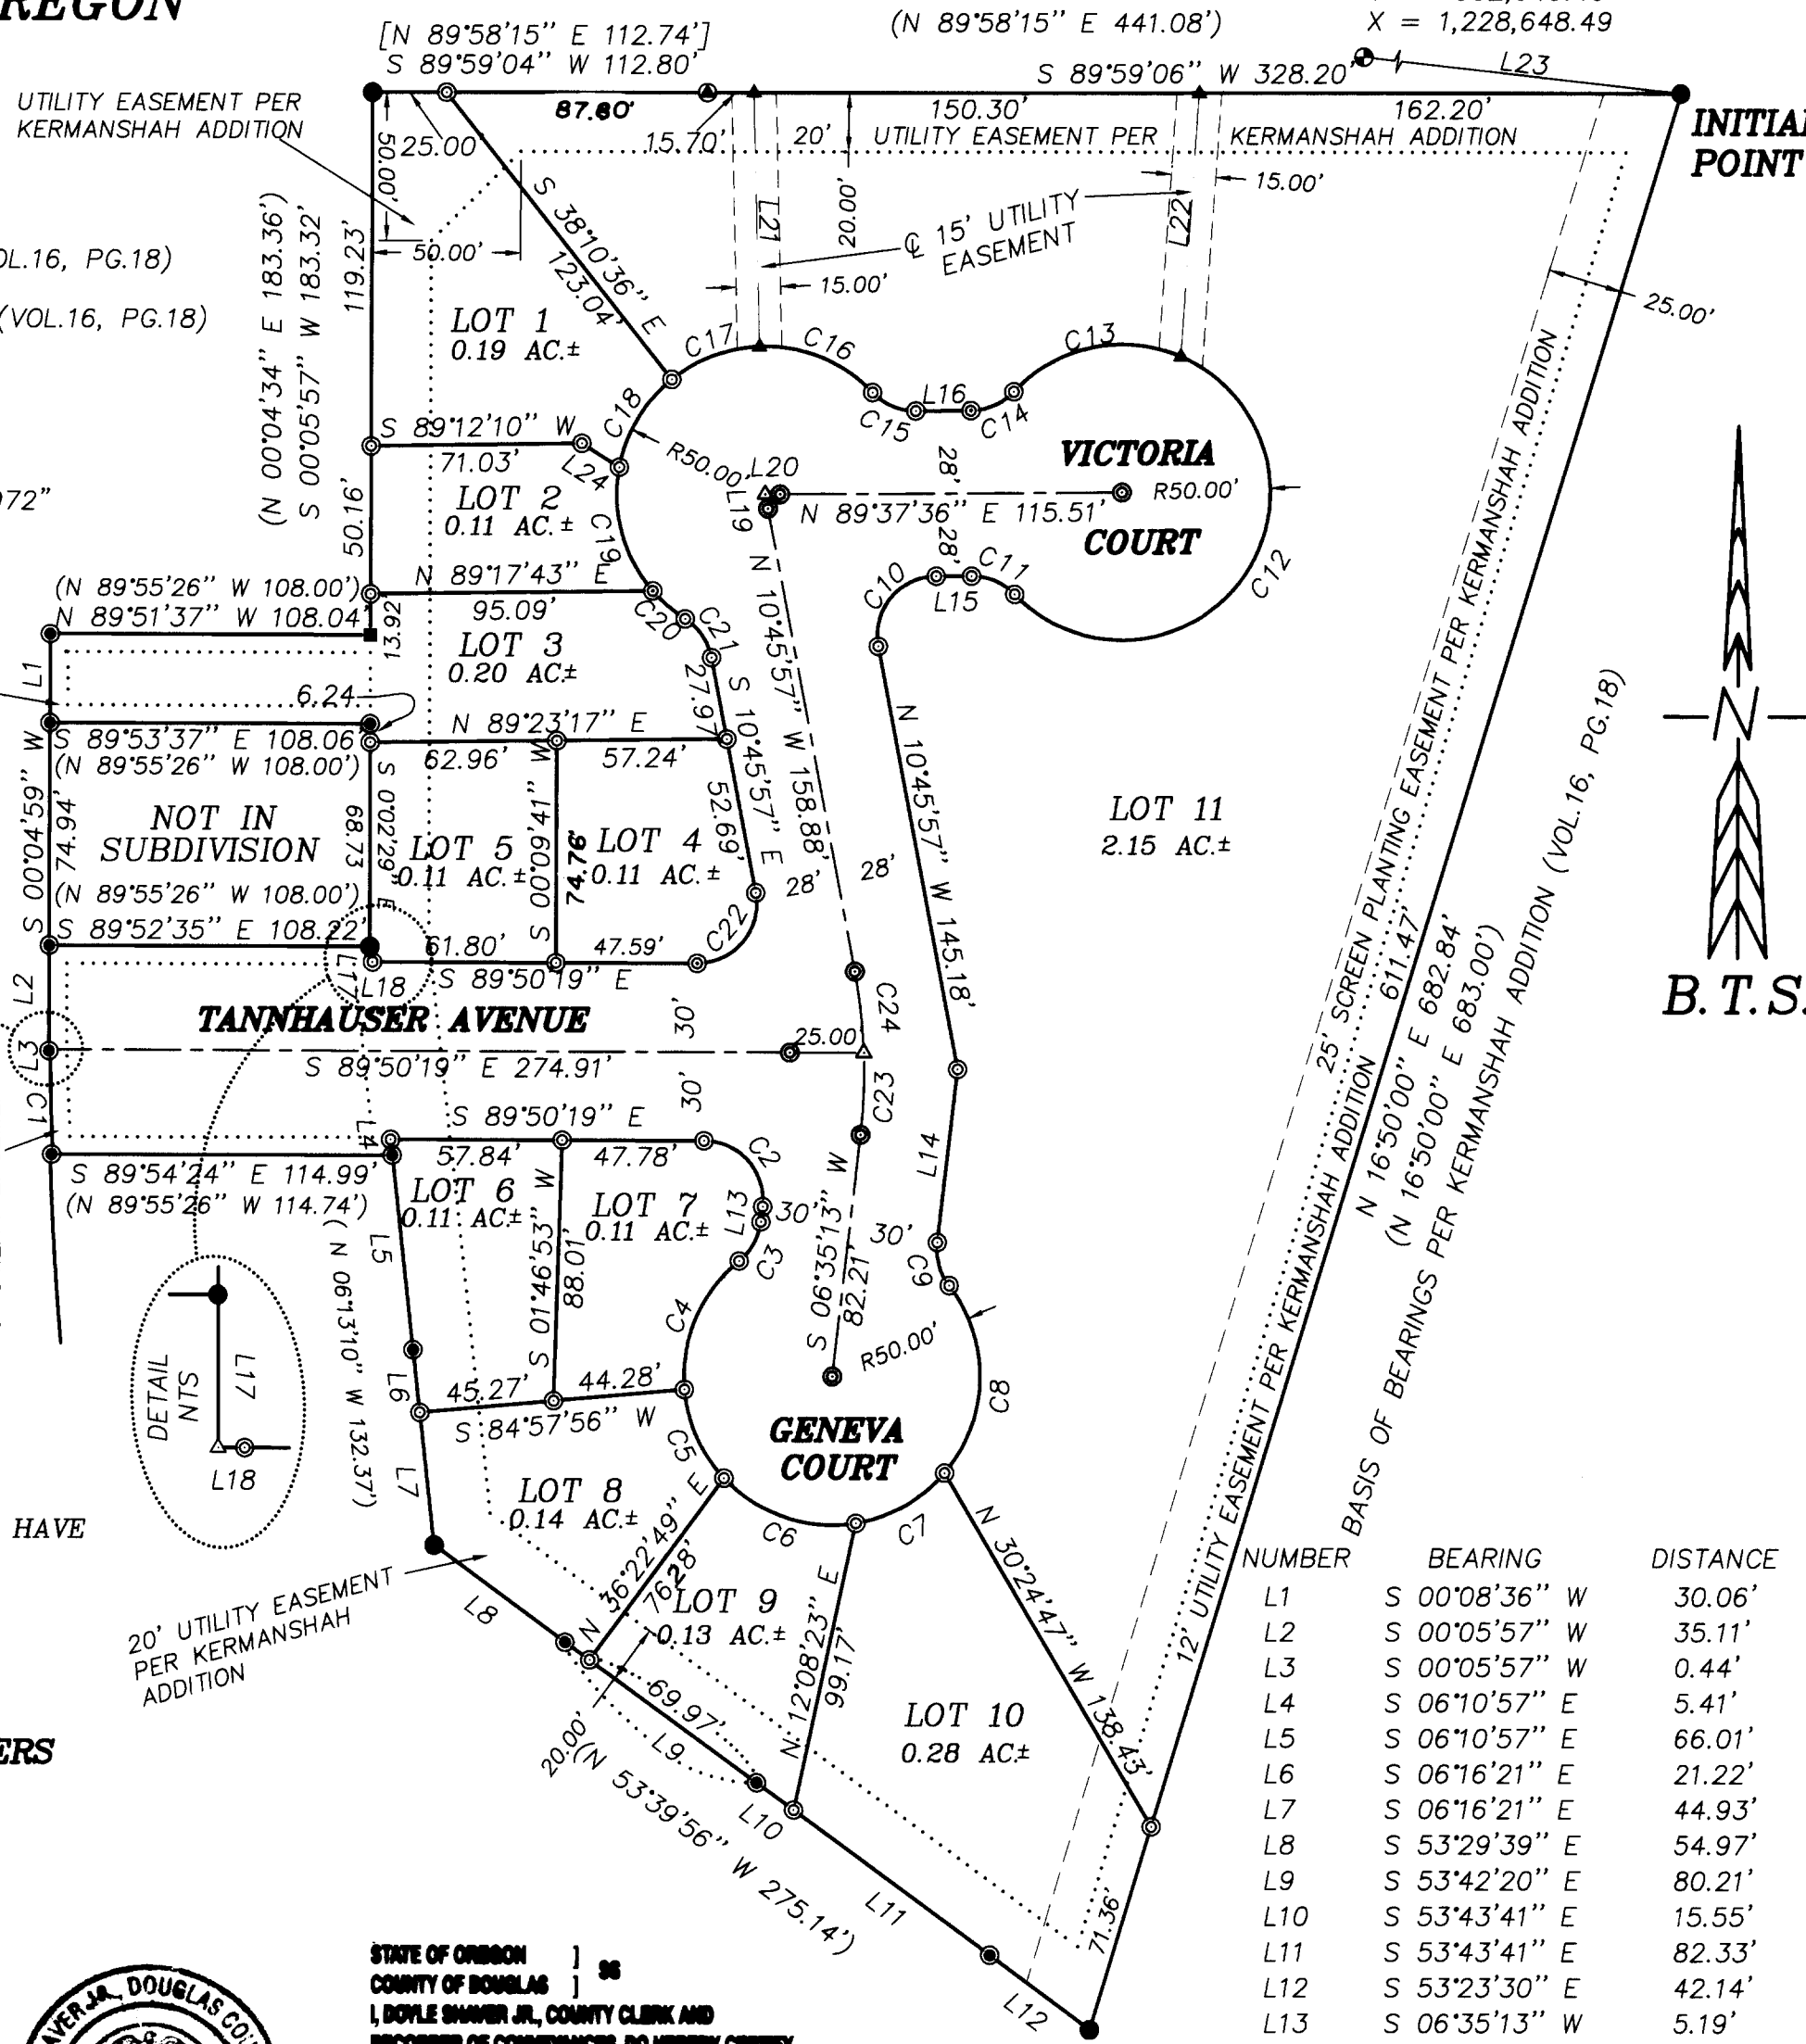 REGON
[N 89°58'15" E 112.74']
S 89°59'04" W 112.80'
(N 89°58'15" E 441.08')
X = 1,228,648.49
L23
S 89°59'06" W 328.20'
UTILITY EASEMENT PER
KERMANSHAH ADDITION
87.80'
150.30'
162.20'
INITIAL
POINT
50.00'
25.00
15.70'
20' UTILITY EASEMENT PER KERMANSHAH ADDITION
15.00'
20.00'
L21
L22
℄ 15' UTILITY
EASEMENT
S 38°10'36" E
123.04'
50.00'
15.00'
25.00'
OL.16, PG.18)
(VOL.16, PG.18)
(N 00°04'34" E 183.36')
S 00°05'57" W 183.32'
119.23'
LOT 1
0.19 AC.±
C17
C16
C13
C18
C15
L16
C14
S 89°12'10" W
71.03'
L24
R50.00'
L20
L19
28'
VICTORIA
R50.00'
COURT
972"
50.16'
LOT 2
0.11 AC.±
C19
N 89°37'36" E 115.51'
28'
C12
(N 89°55'26" W 108.00')
N 89°51'37" W 108.04'
N 89°17'43" E
95.09'
C20
C21
C10
C11
L15
13.92'
L1
LOT 3
0.20 AC±
27.97'
S 10°45'57" E
N 10°45'57" W 158.88'
N 10°45'57" W 145.18'
6.24
S 89°53'37" E 108.06'
(N 89°55'26" W 108.00')
N 89°23'17" E
62.96'
57.24'
52.69'
S 00°04'59" W
74.94'
NOT IN
SUBDIVISION
S 0°02'29" E
68.73
LOT 5
0.11 AC.±
S 00°09'41" W
74.76'
LOT 4
0.11 AC.±
28'
28'
LOT 11
2.15 AC.±
(N 89°55'26" W 108.00')
S 89°52'35" E 108.22'
61.80'
47.59'
C22
S 89°50'19" E
L17
L18
L2
TANNHAUSER AVENUE
30'
25.00
C24
L3
S 89°50'19" E 274.91'
C23
C1
S 89°50'19" E
30'
L4
57.84'
47.78'
C2
L14
S 89°54'24" E 114.99'
(N 89°55'26" W 114.74')
LOT 6
0.11 AC.±
LOT 7
0.11 AC.±
L13
30'
30'
C3
C9
L5
S 01°46'53" W
88.01'
C4
S 06°35'13" W
82.21'
R50.00'
C8
(N 06°13'10" W 132.37')
DETAIL
NTS
L17
L18
L6
45.27'
44.28'
S 84°57'56" W
GENEVA
COURT
L7
C5
LOT 8
0.14 AC.±
C6
C7
N 36°22'49" E
76.28'
HAVE
20' UTILITY EASEMENT
PER KERMANSHAH
ADDITION
L8
LOT 9
0.13 AC.±
N 12°08'23" E
99.17'
N 30°24'47" W 138.43'
LOT 10
0.28 AC±
ERS
20.00'
69.97'
L9
(N 53°39'56" W 275.14')
L10
L11
71.36'
L12
25' SCREEN PLANTING EASEMENT PER KERMANSHAH ADDITION
12' UTILITY EASEMENT PER KERMANSHAH ADDITION
611.47'
N 16°50'00" E 682.84'
(N 16°50'00" E 683.00')
BASIS OF BEARINGS PER KERMANSHAH ADDITION (VOL.16, PG.18)
N
B.T.S.
NUMBER BEARING DISTANCE
L1 S 00°08'36" W 30.06'
L2 S 00°05'57" W 35.11'
L3 S 00°05'57" W 0.44'
L4 S 06°10'57" E 5.41'
L5 S 06°10'57" E 66.01'
L6 S 06°16'21" E 21.22'
L7 S 06°16'21" E 44.93'
L8 S 53°29'39" E 54.97'
L9 S 53°42'20" E 80.21'
L10 S 53°43'41" E 15.55'
L11 S 53°43'41" E 82.33'
L12 S 53°23'30" E 42.14'
L13 S 06°35'13" W 5.19'
STATE OF OREGON ] SS
COUNTY OF DOUGLAS ]
I, DOYLE SHAVER JR., COUNTY CLERK AND
RECORDER OF CONVEYANCES, DO HEREBY CERTIFY
AVER JR., DOUGLAS CO